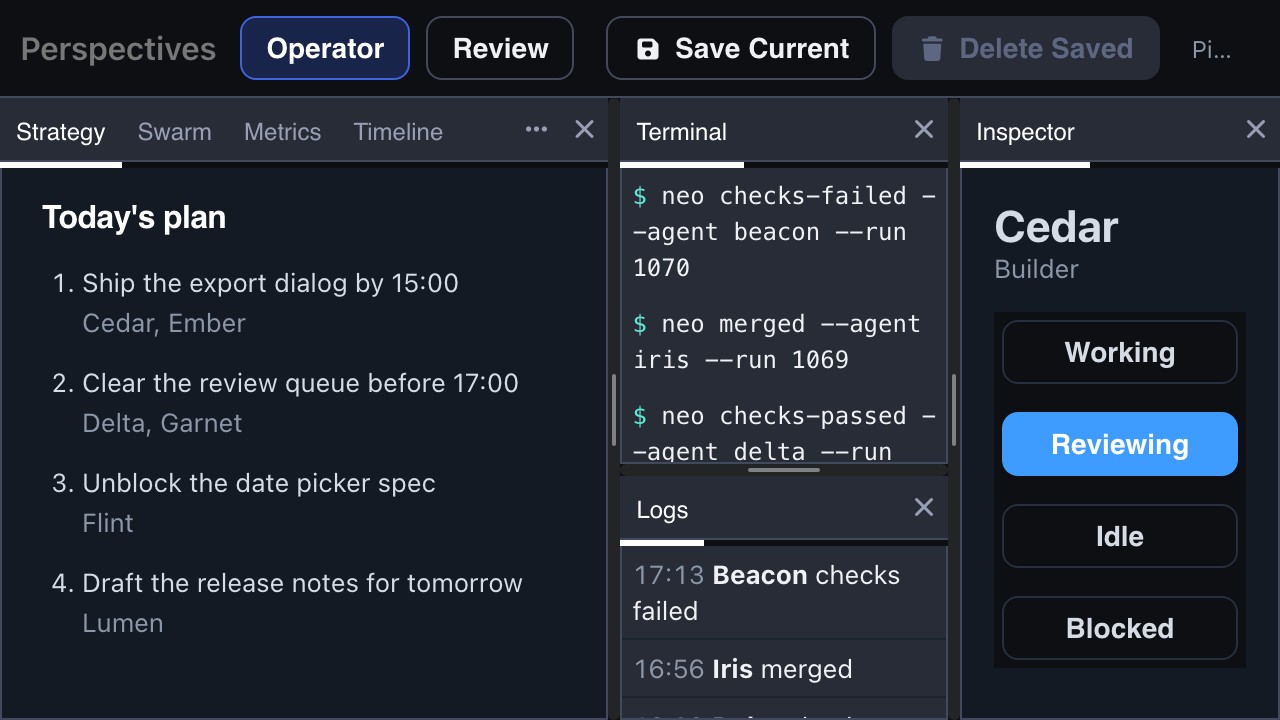 Perspectives Operator Review Save Current Delete Saved Pi...
Strategy Swarm Metrics Timeline
Today's plan
1. Ship the export dialog by 15:00
Cedar, Ember
2. Clear the review queue before 17:00
Delta, Garnet
3. Unblock the date picker spec
Flint
4. Draft the release notes for tomorrow
Lumen
Terminal
$ neo checks-failed -
-agent beacon --run
1070
$ neo merged --agent
iris --run 1069
$ neo checks-passed -
-agent delta --run
Logs
17:13 Beacon checks
failed
16:56 Iris merged
Inspector
Cedar
Builder
Working
Reviewing
Idle
Blocked